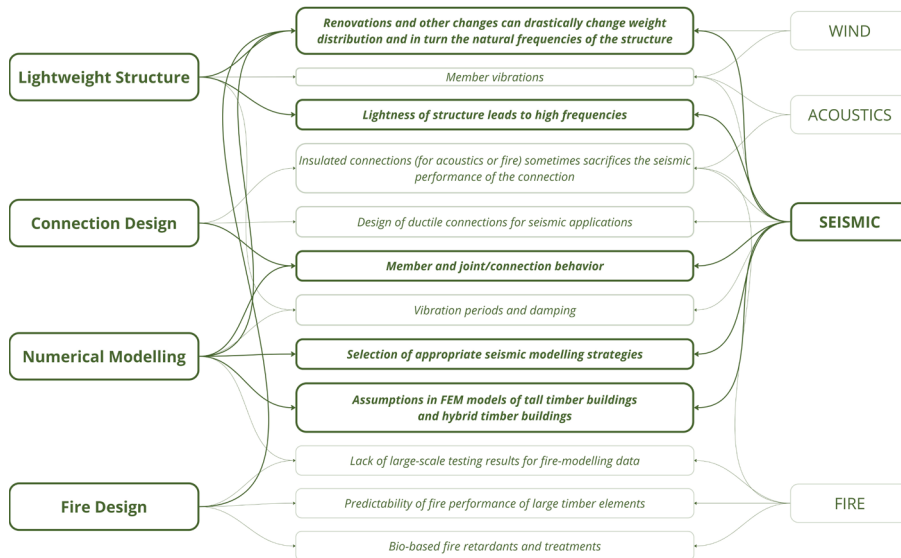 Lightweight Structure
Connection Design
Numerical Modelling
Fire Design
Renovations and other changes can drastically change weight
distribution and in turn the natural frequencies of the structure
Member vibrations
Lightness of structure leads to high frequencies
Insulated connections (for acoustics or fire) sometimes sacrifices the seismic
performance of the connection
Design of ductile connections for seismic applications
Member and joint/connection behavior
Vibration periods and damping
Selection of appropriate seismic modelling strategies
Assumptions in FEM models of tall timber buildings
and hybrid timber buildings
Lack of large-scale testing results for fire-modelling data
Predictability of fire performance of large timber elements
Bio-based fire retardants and treatments
WIND
ACOUSTICS
SEISMIC
FIRE